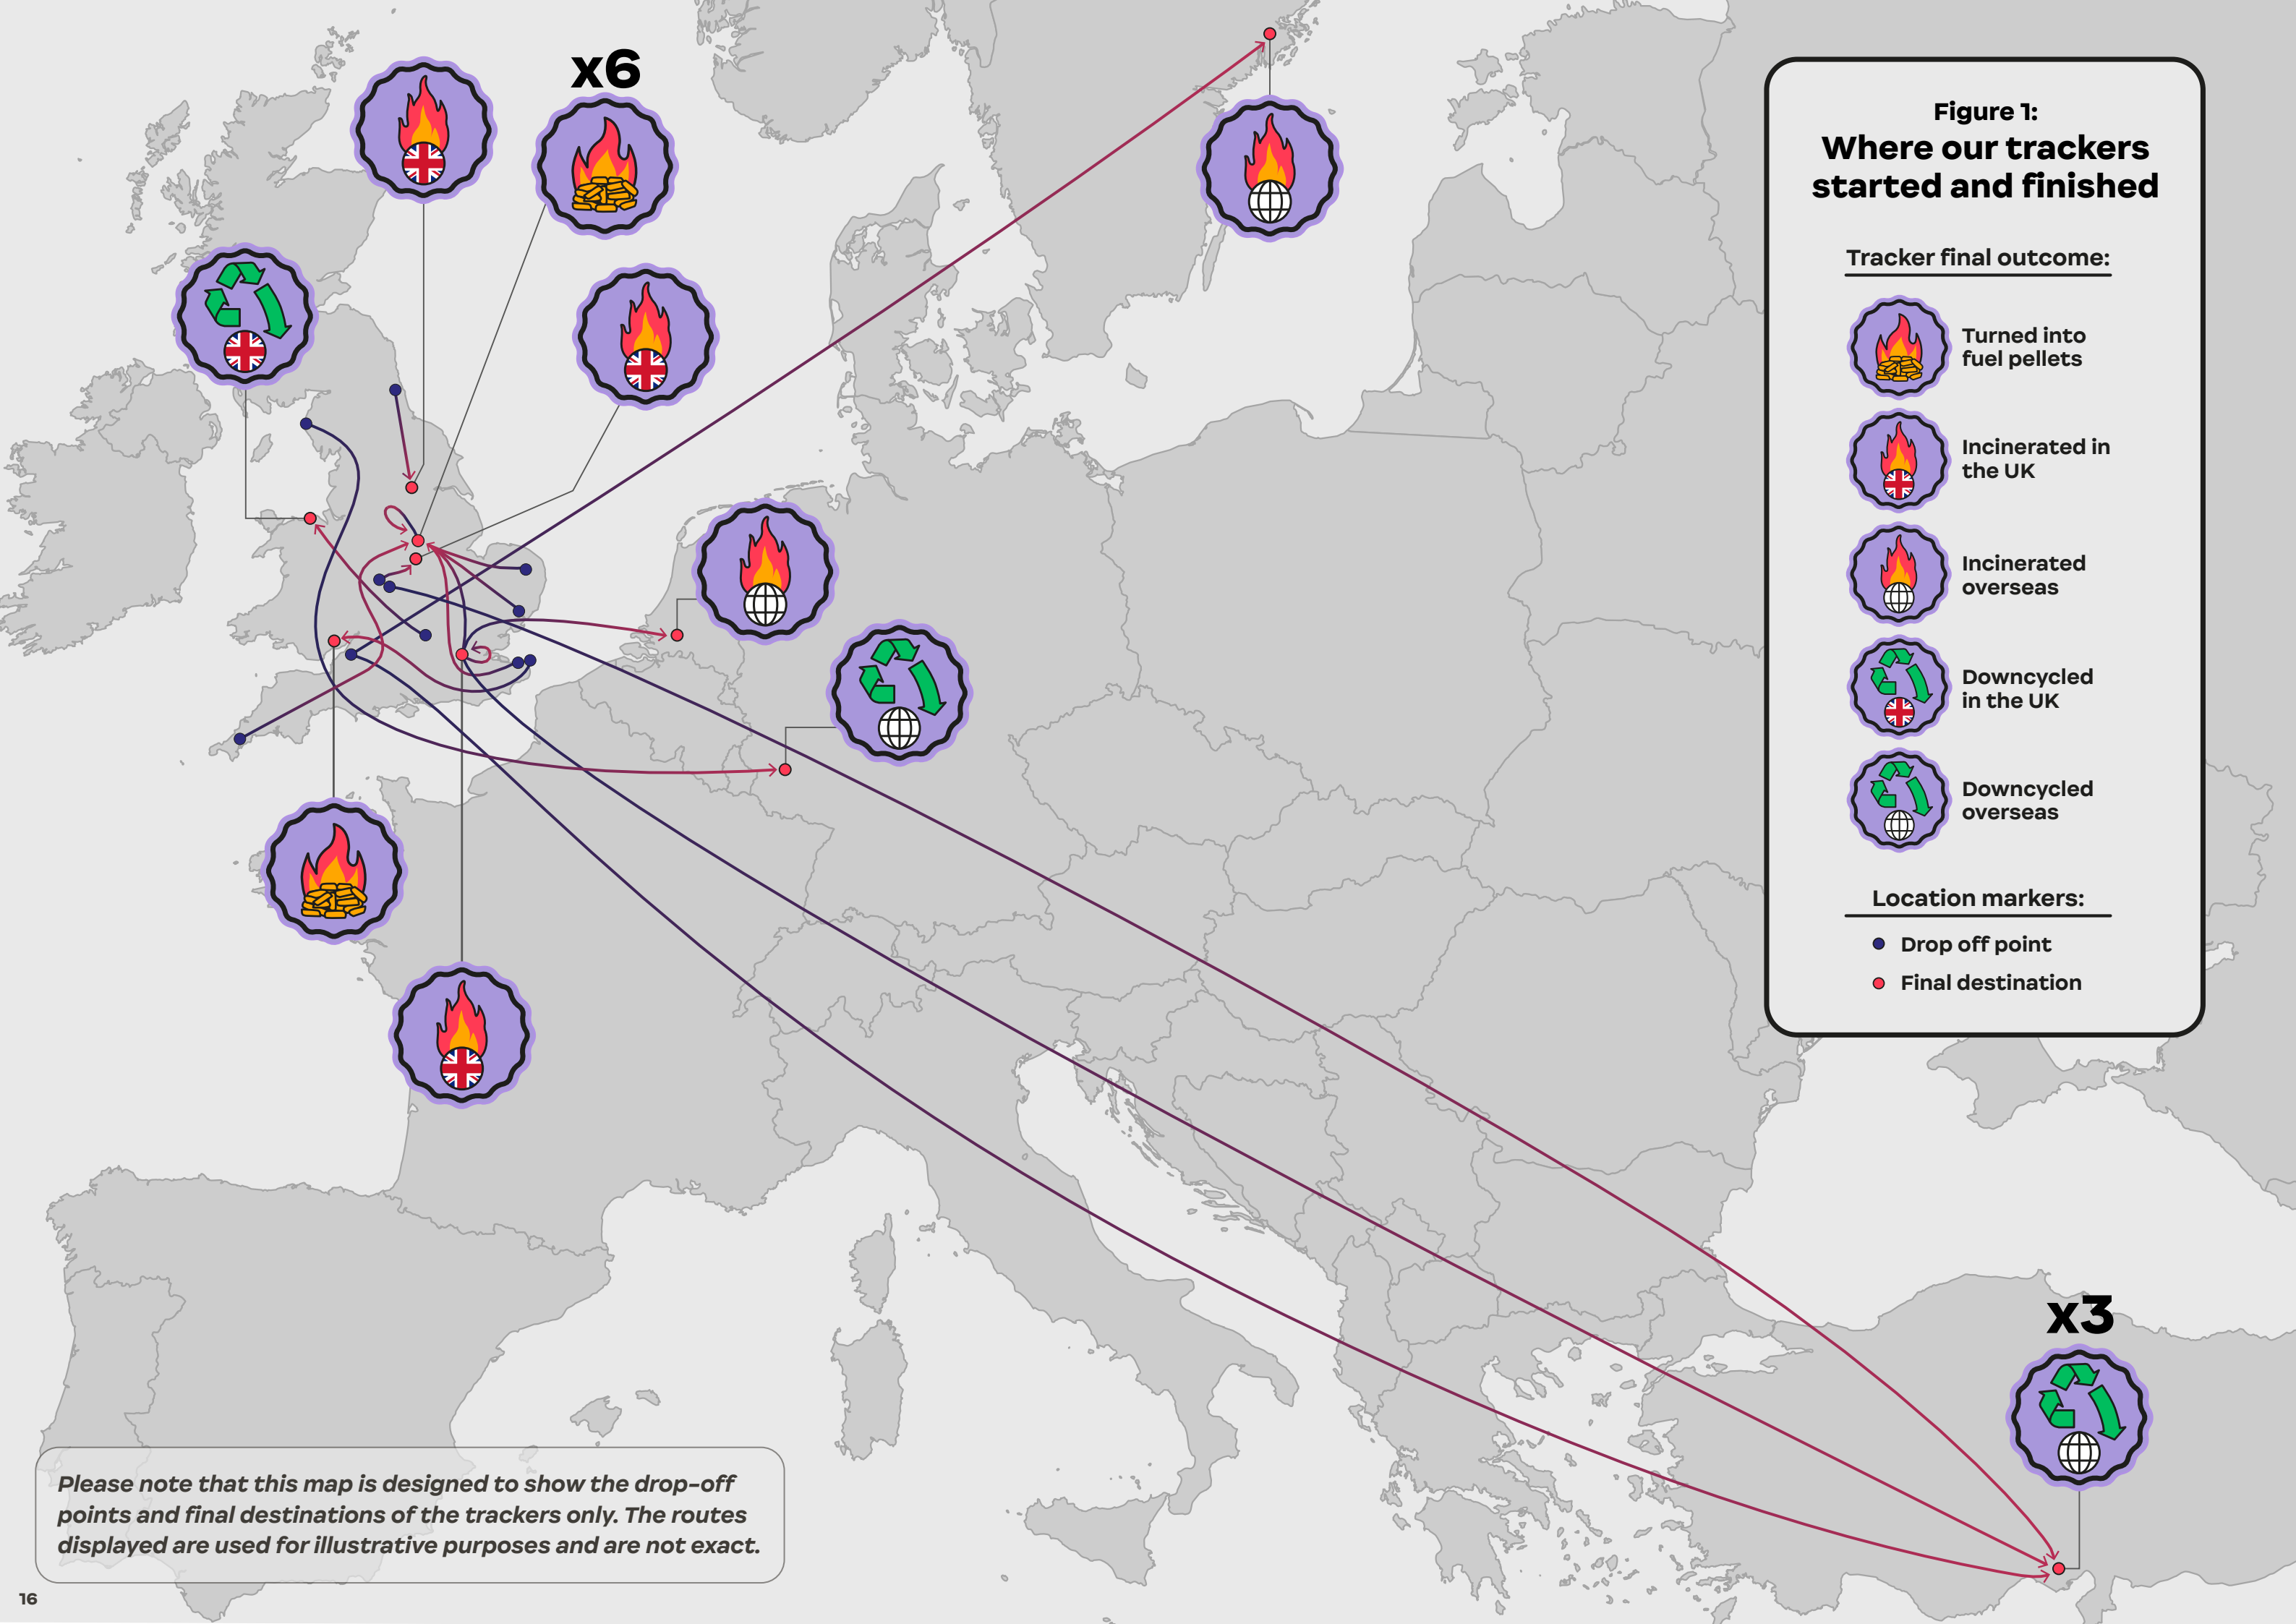 x6
Figure 1:
Where our trackers
started and finished
Tracker final outcome:
Turned into
fuel pellets
Incinerated in
the UK
Incinerated
overseas
Downcycled
in the UK
Downcycled
overseas
Location markers:
Drop off point
Final destination
x3
Please note that this map is designed to show the drop-off
points and final destinations of the trackers only. The routes
displayed are used for illustrative purposes and are not exact.
16